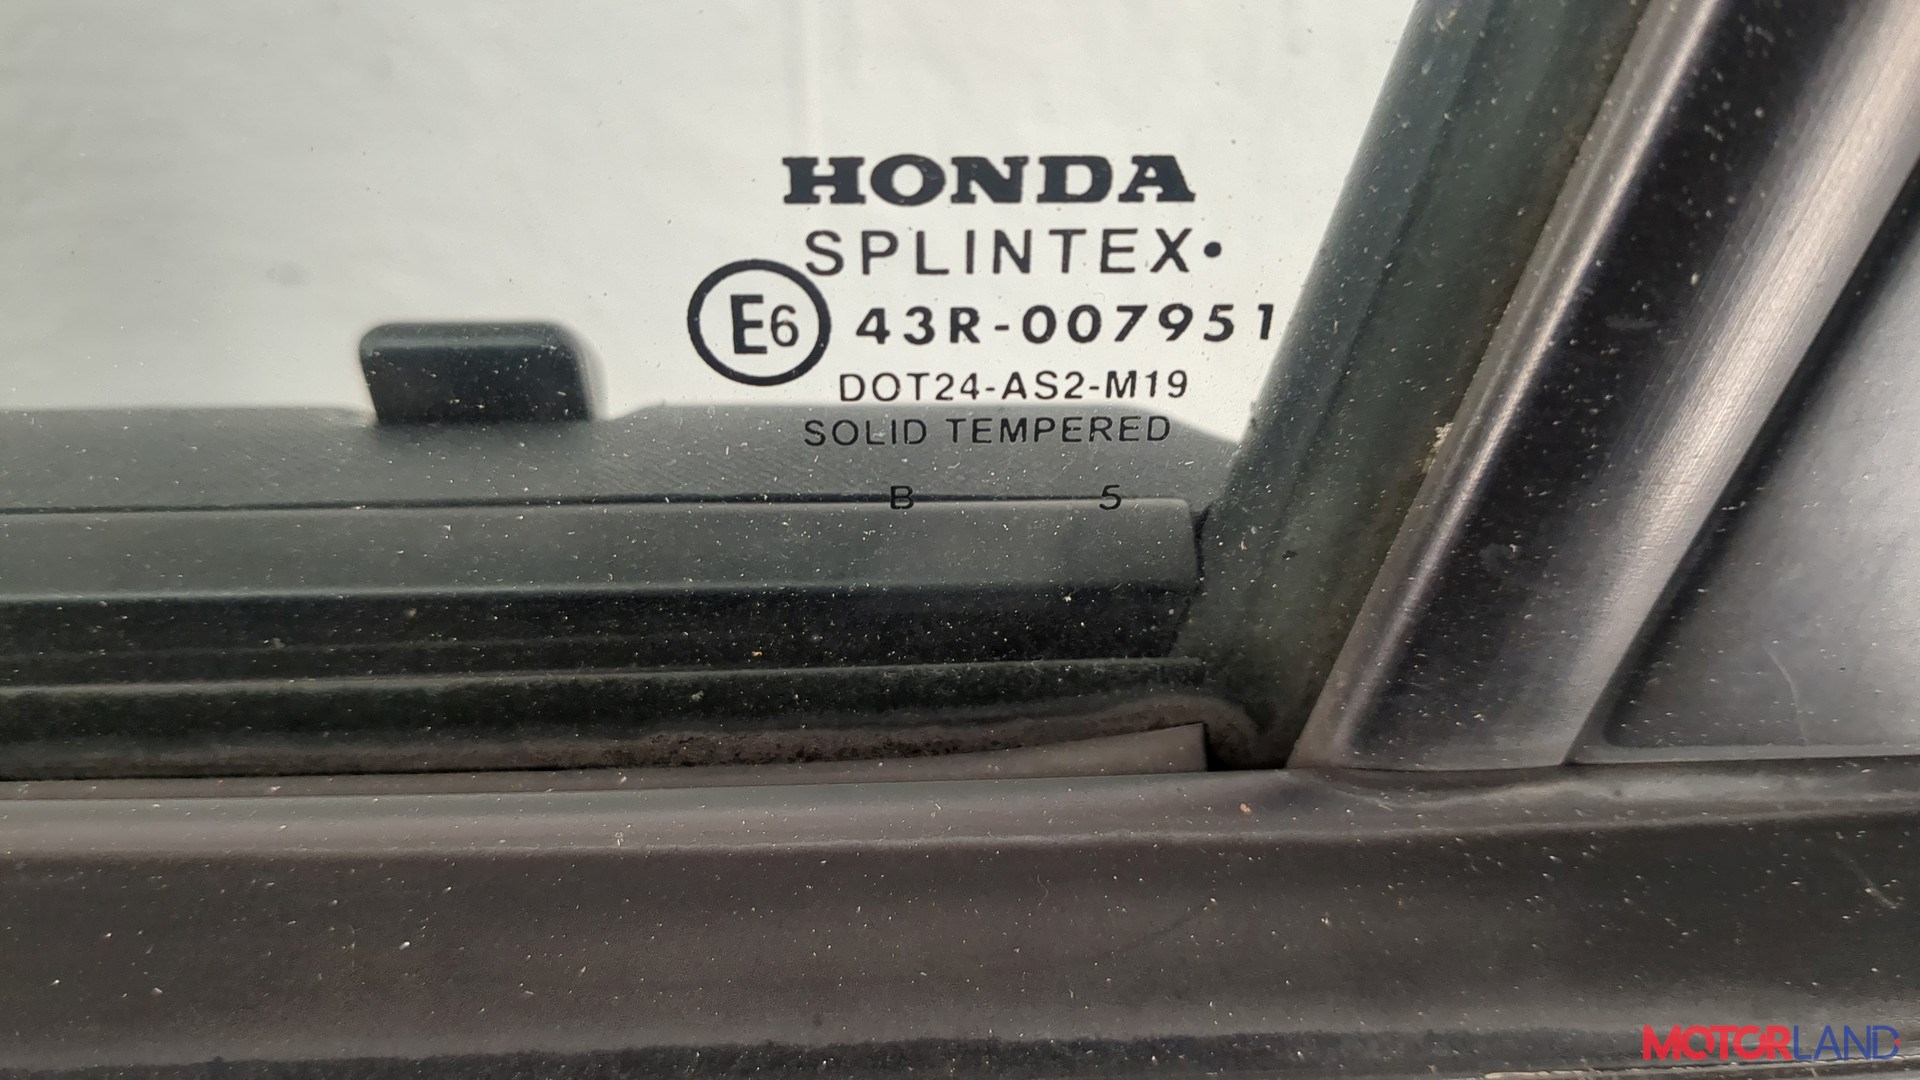 HONDA
SPLINTEX•
E6 43R-007951
DOT24-AS2-M19
SOLID TEMPERED
B 5
MOTORLAND